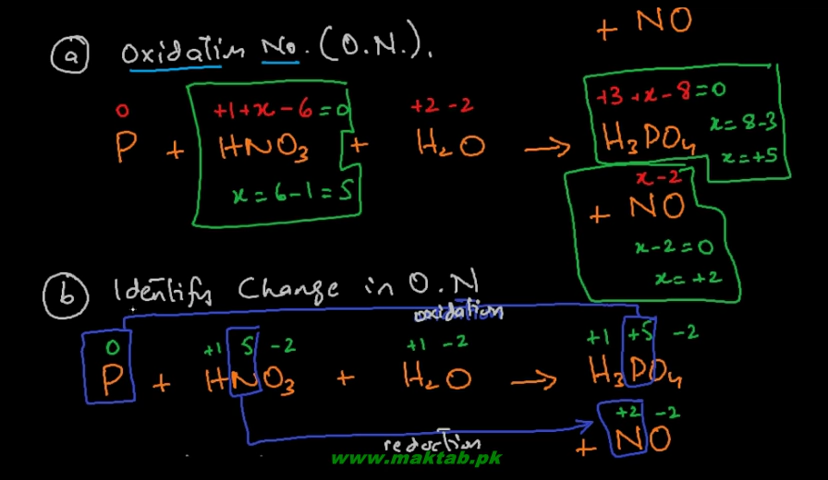 + NO
(a) Oxidatin No. (O.N.).
0 +1+x-6=0 +2 -2 +3+x-8=0
P + HNO₃ + H₂O → H₃PO₄ x=8-3
x=+5
x=6-1=5 x-2
+ NO
x-2=0
x=+2
(b) Identify Change in O.N
oxidation
0 +1 5 -2 +1 -2 +1 +5 -2
P + HNO₃ + H₂O → H₃PO₄
+2 -2
+ NO
reduction
www.maktab.pk